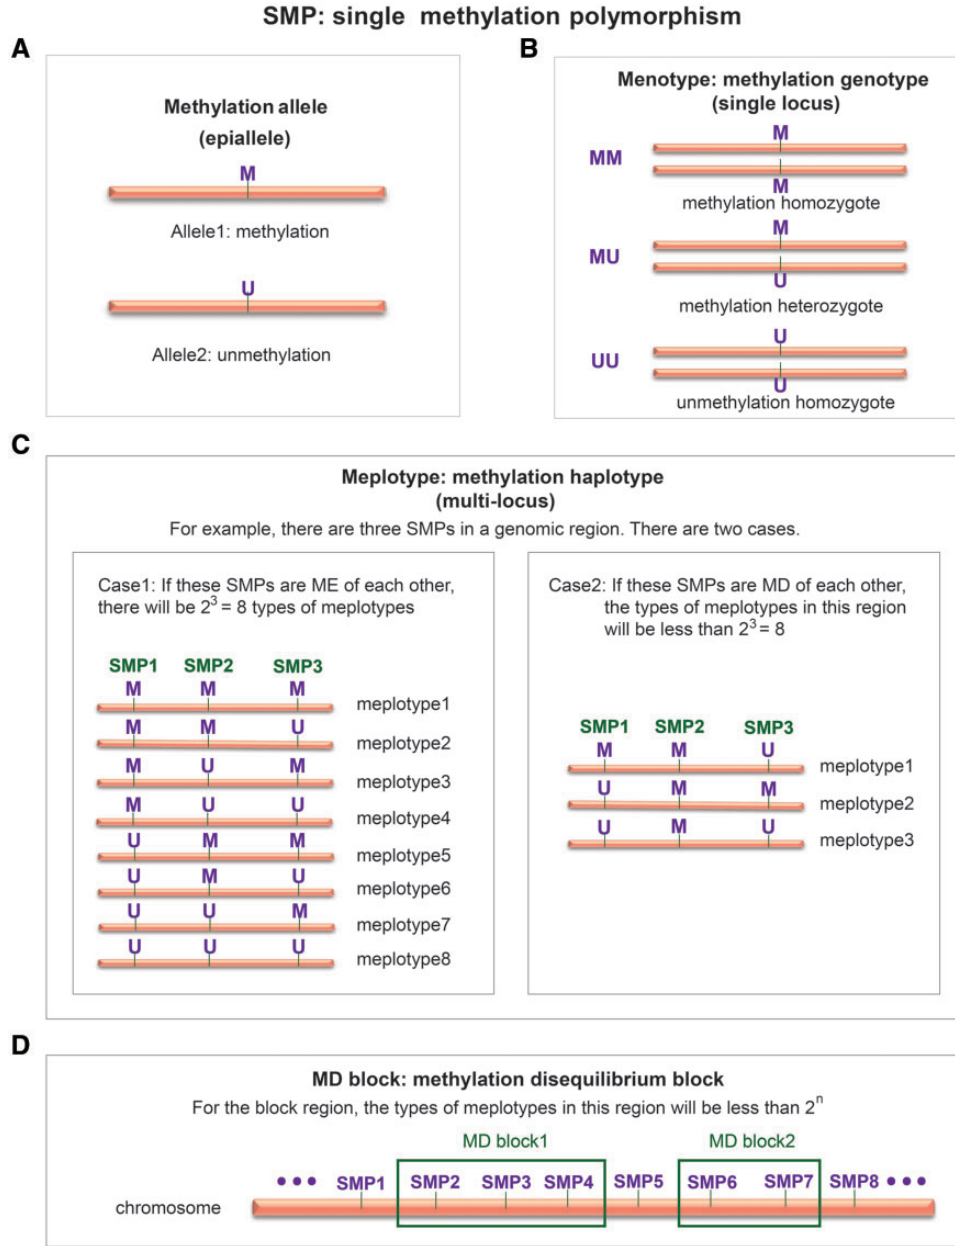 SMP: single methylation polymorphism
A
Methylation allele
(epiallele)
M
Allele1: methylation
U
Allele2: unmethylation
B
Menotype: methylation genotype
(single locus)
M
MM
M
methylation homozygote
M
MU
U
methylation heterozygote
U
UU
U
unmethylation homozygote
C
Meplotype: methylation haplotype
(multi-locus)
For example, there are three SMPs in a genomic region. There are two cases.
Case1: If these SMPs are ME of each other,
there will be 2³ = 8 types of meplotypes
SMP1 SMP2 SMP3
M M M
meplotype1
M M U
meplotype2
M U M
meplotype3
M U U
meplotype4
U M M
meplotype5
U M U
meplotype6
U U M
meplotype7
U U U
meplotype8
Case2: If these SMPs are MD of each other,
the types of meplotypes in this region
will be less than 2³ = 8
SMP1 SMP2 SMP3
M M U
meplotype1
U M M
meplotype2
U M U
meplotype3
D
MD block: methylation disequilibrium block
For the block region, the types of meplotypes in this region will be less than 2ⁿ
MD block1 MD block2
••• SMP1 SMP2 SMP3 SMP4 SMP5 SMP6 SMP7 SMP8 •••
chromosome